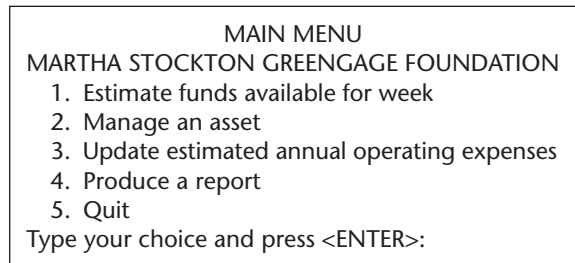 MAIN MENU
MARTHA STOCKTON GREENGAGE FOUNDATION
1. Estimate funds available for week
2. Manage an asset
3. Update estimated annual operating expenses
4. Produce a report
5. Quit
Type your choice and press <ENTER>: